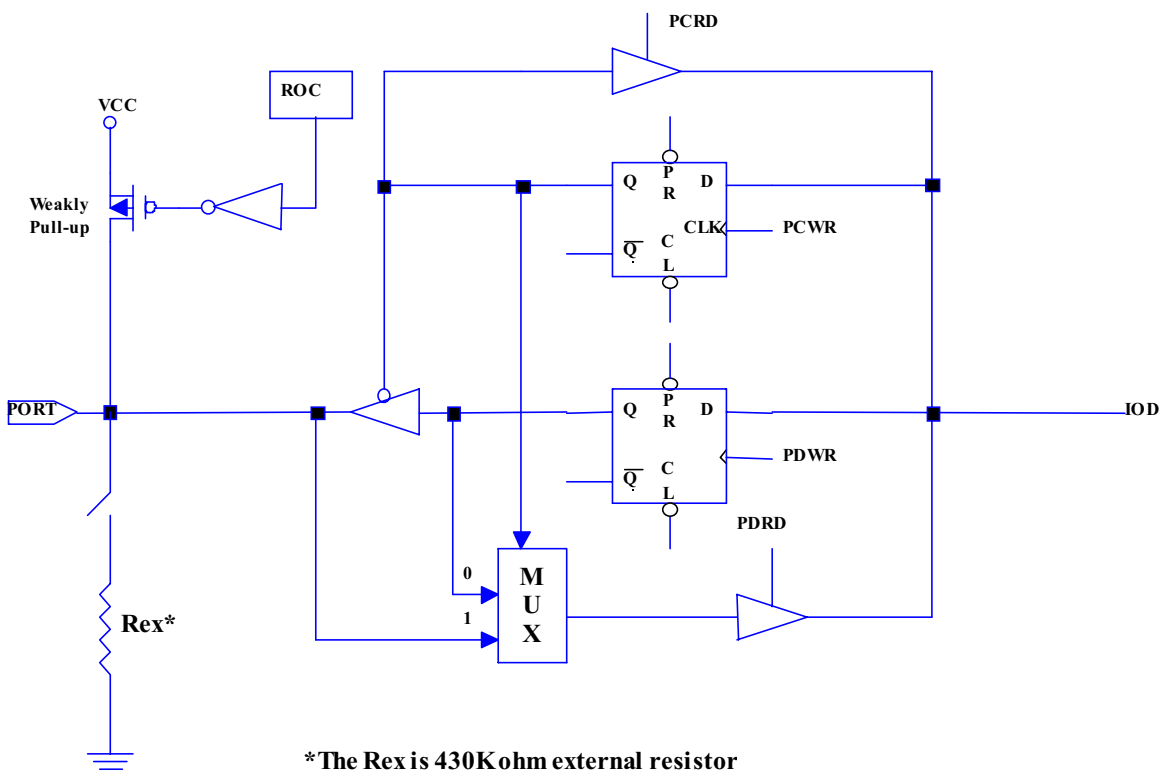 PCRD
ROC
VCC
Weakly
Pull-up
Q
P
R
D
CLK
PCWR
Q
C
L
PORT
Q
P
R
D
IOD
PDWR
Q
C
L
PDRD
0
1
M
U
X
Rex*
*The Rex is 430K ohm external resistor